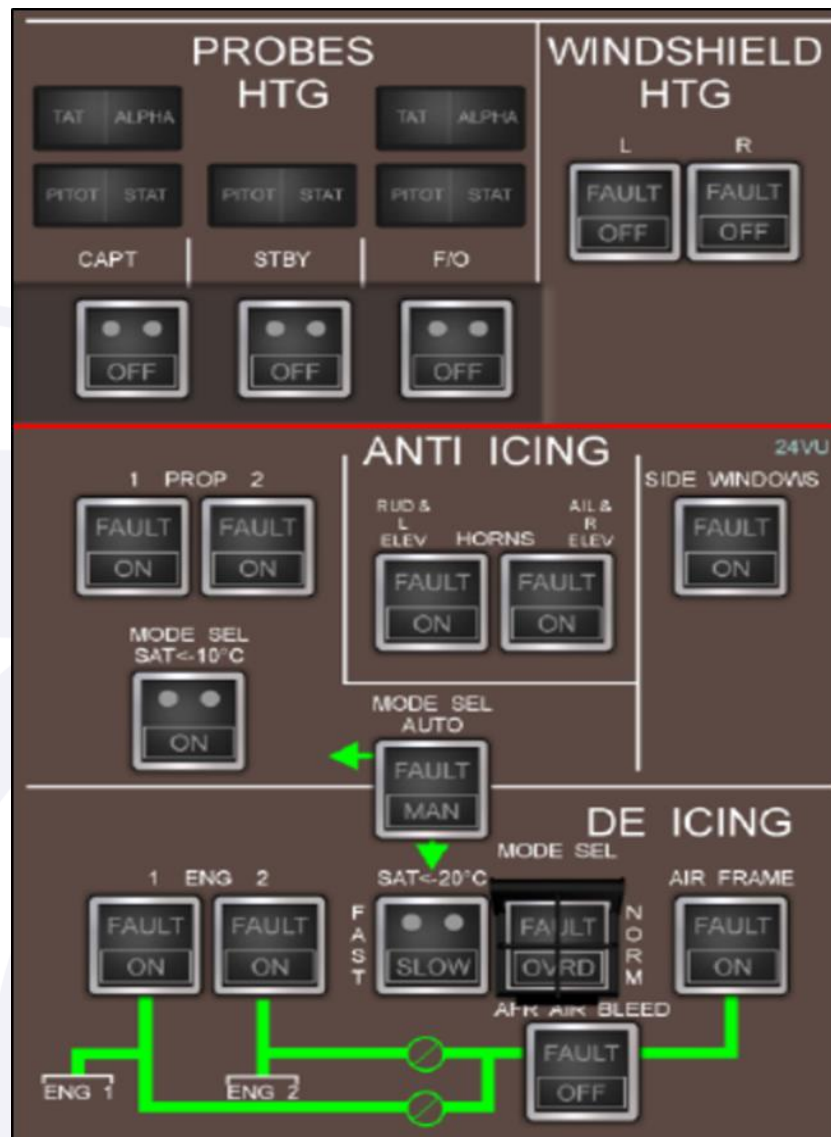 PROBES
HTG
TAT ALPHA
TAT ALPHA
PITOT STAT
PITOT STAT
PITOT STAT
CAPT
STBY
F/O
OFF
OFF
OFF
WINDSHIELD
HTG
L R
FAULT
OFF
FAULT
OFF
ANTI ICING
24VU
1 PROP 2
FAULT
ON
FAULT
ON
MODE SEL
SAT<-10°C
ON
RUD &
L
ELEV
HORNS
AIL &
R
ELEV
FAULT
ON
FAULT
ON
SIDE WINDOWS
FAULT
ON
MODE SEL
AUTO
FAULT
MAN
DE ICING
1 ENG 2
FAULT
ON
FAULT
ON
SAT<-20°C
FAST
SLOW
MODE SEL
FAULT
OVRD
NORM
AIR FRAME
FAULT
ON
AFR AIR BLEED
FAULT
OFF
ENG 1
ENG 2